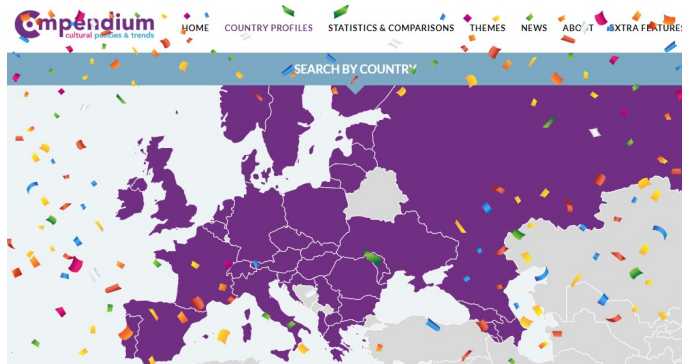 Compendium
cultural policies & trends
HOME COUNTRY PROFILES STATISTICS & COMPARISONS THEMES NEWS ABOUT EXTRA FEATURES
SEARCH BY COUNTRY